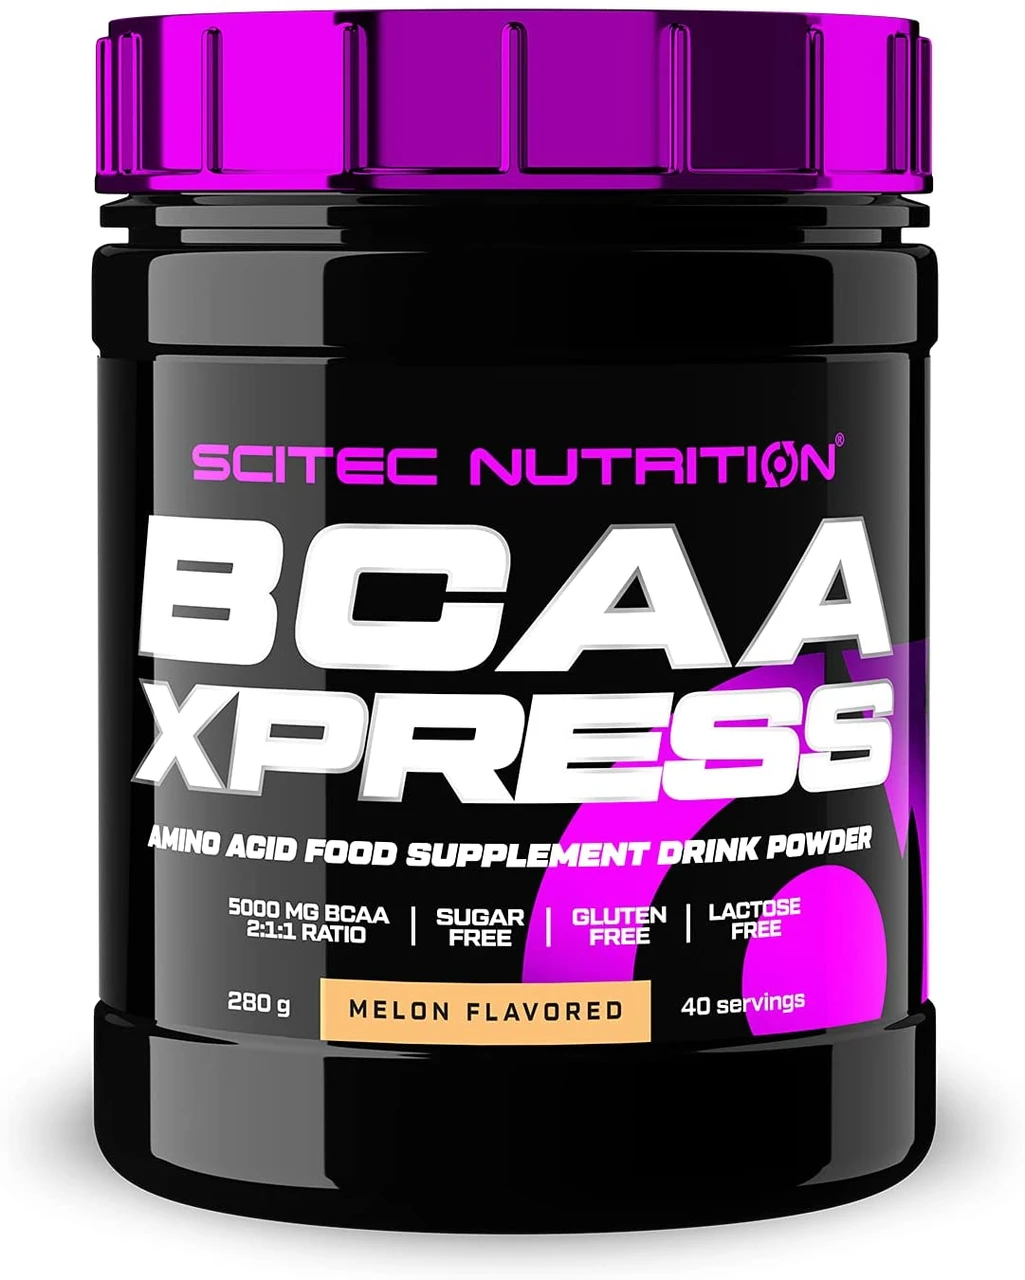 SCITEC NUTRITION®
BCAA
XPRESS
AMINO ACID FOOD SUPPLEMENT DRINK POWDER
5000 MG BCAA
2:1:1 RATIO
SUGAR
FREE
GLUTEN
FREE
LACTOSE
FREE
280 g
MELON FLAVORED
40 servings